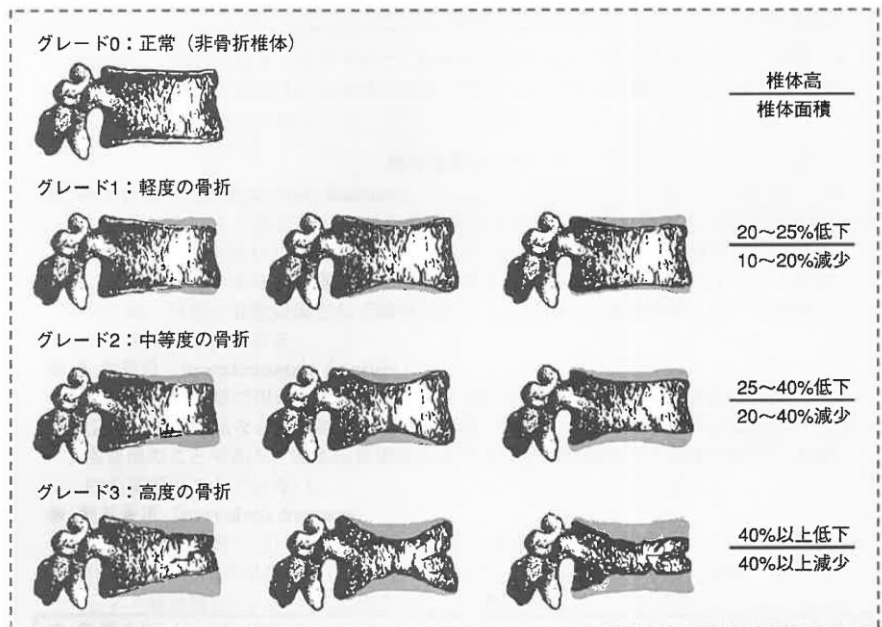 グレード0：正常（非骨折椎体）
椎体高
椎体面積
グレード1：軽度の骨折
20～25%低下
10～20%減少
グレード2：中等度の骨折
25～40%低下
20～40%減少
グレード3：高度の骨折
40%以上低下
40%以上減少